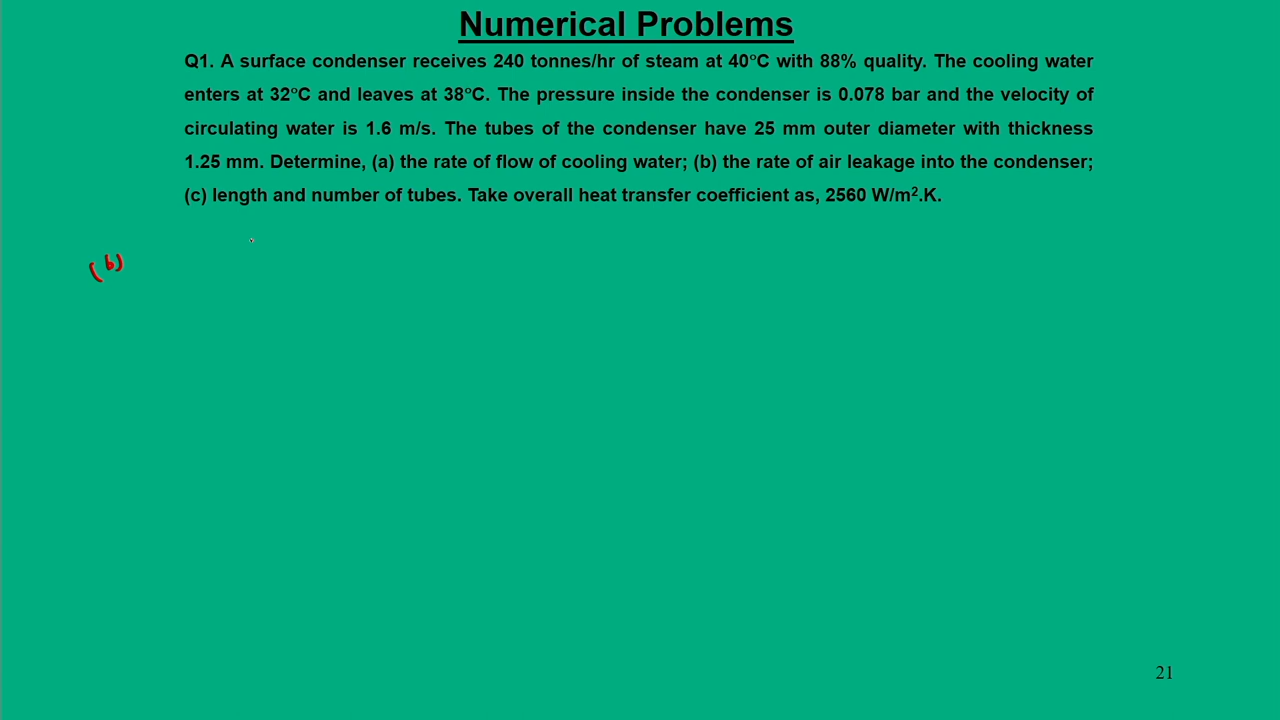 Numerical Problems
Q1. A surface condenser receives 240 tonnes/hr of steam at 40°C with 88% quality. The cooling water
enters at 32°C and leaves at 38°C. The pressure inside the condenser is 0.078 bar and the velocity of
circulating water is 1.6 m/s. The tubes of the condenser have 25 mm outer diameter with thickness
1.25 mm. Determine, (a) the rate of flow of cooling water; (b) the rate of air leakage into the condenser;
(c) length and number of tubes. Take overall heat transfer coefficient as, 2560 W/m².K.
(b)
21